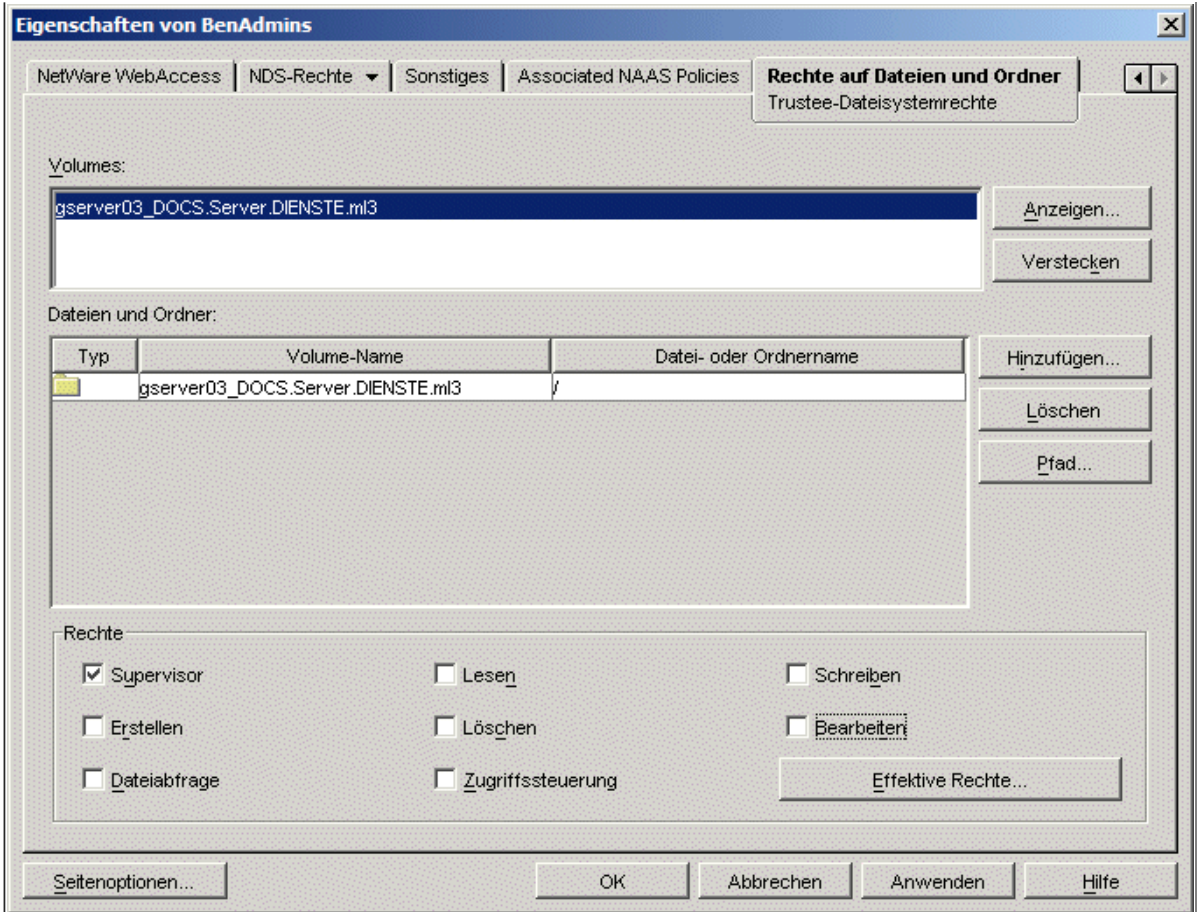 Eigenschaften von BenAdmins
NetWare WebAccess NDS-Rechte Sonstiges Associated NAAS Policies Rechte auf Dateien und Ordner
Trustee-Dateisystemrechte
Volumes:
gserver03_DOCS.Server.DIENSTE.ml3
Anzeigen...
Verstecken
Dateien und Ordner:
Typ Volume-Name Datei- oder Ordnername
gserver03_DOCS.Server.DIENSTE.ml3 /
Hinzufügen...
Löschen
Pfad...
Rechte
Supervisor Lesen Schreiben
Erstellen Löschen Bearbeiten
Dateiabfrage Zugriffssteuerung Effektive Rechte...
Seitenoptionen... OK Abbrechen Anwenden Hilfe